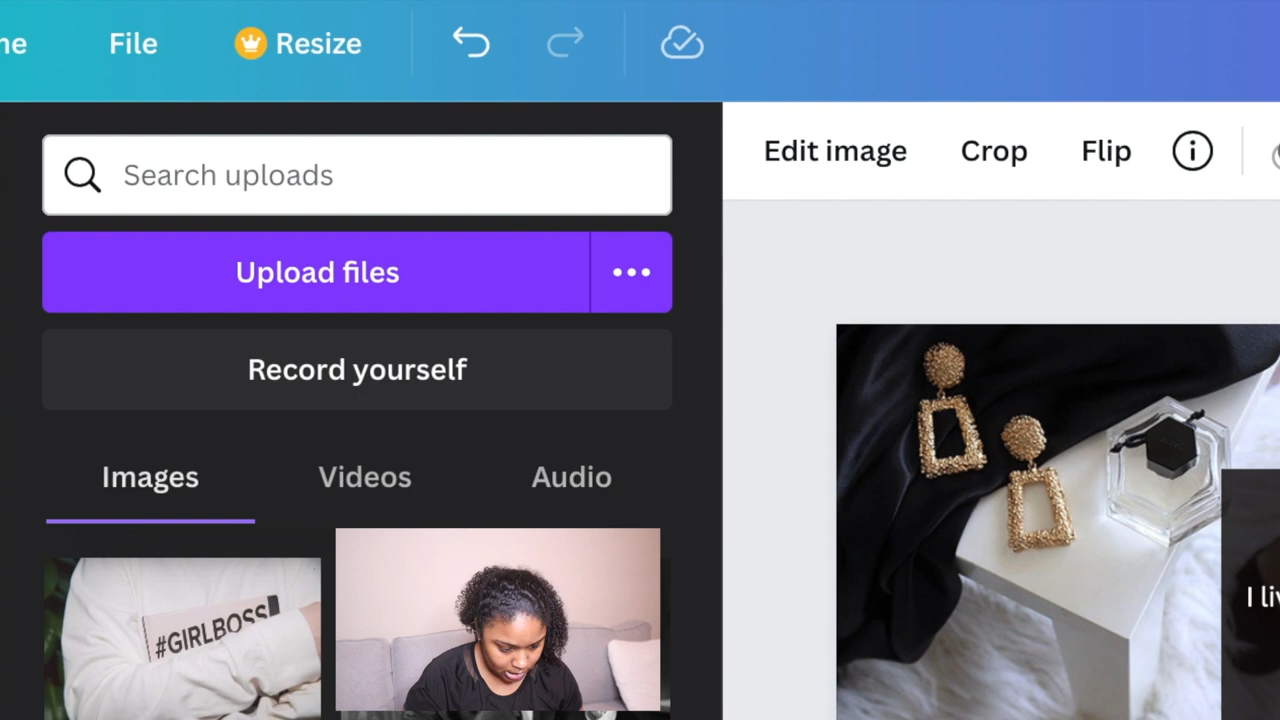 File
Resize
Search uploads
Upload files
Record yourself
Images
Videos
Audio
#GIRLBOSS
Edit image
Crop
Flip